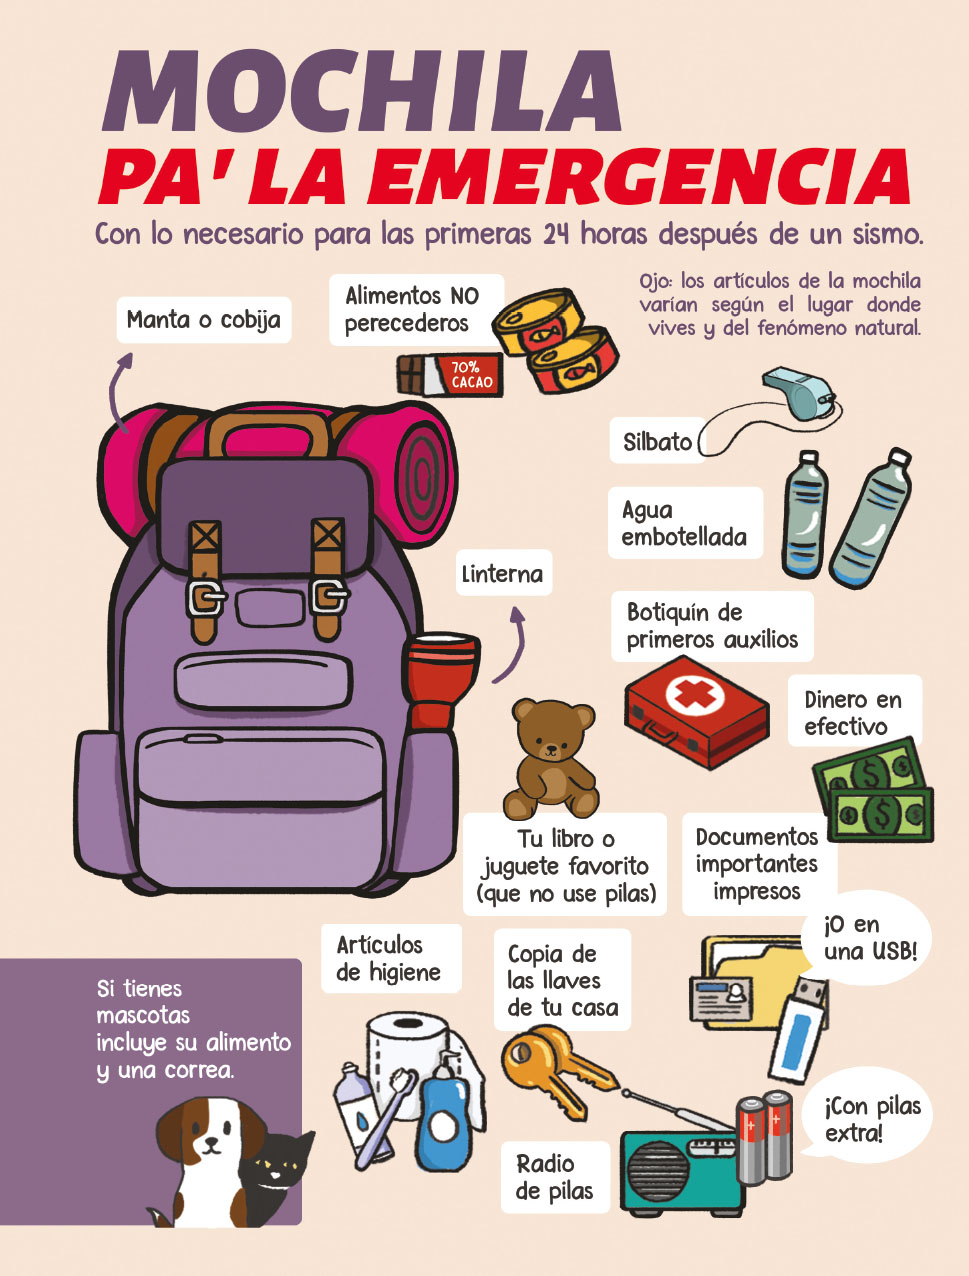 MOCHILA
PA' LA EMERGENCIA
Con lo necesario para las primeras 24 horas después de un sismo.
Ojo: los artículos de la mochila
varían según el lugar donde
vives y del fenómeno natural.
Manta o cobija
Alimentos NO
perecederos
70%
CACAO
Silbato
Agua
embotellada
Linterna
Botiquín de
primeros auxilios
Dinero en
efectivo
$
$
$
$
$
Tu libro o
juguete favorito
(que no use pilas)
Documentos
importantes
impresos
¡O en
una USB!
Artículos
de higiene
Copia de
las llaves
de tu casa
Si tienes
mascotas
incluye su alimento
y una correa.
¡Con pilas
extra!
+
+
Radio
de pilas